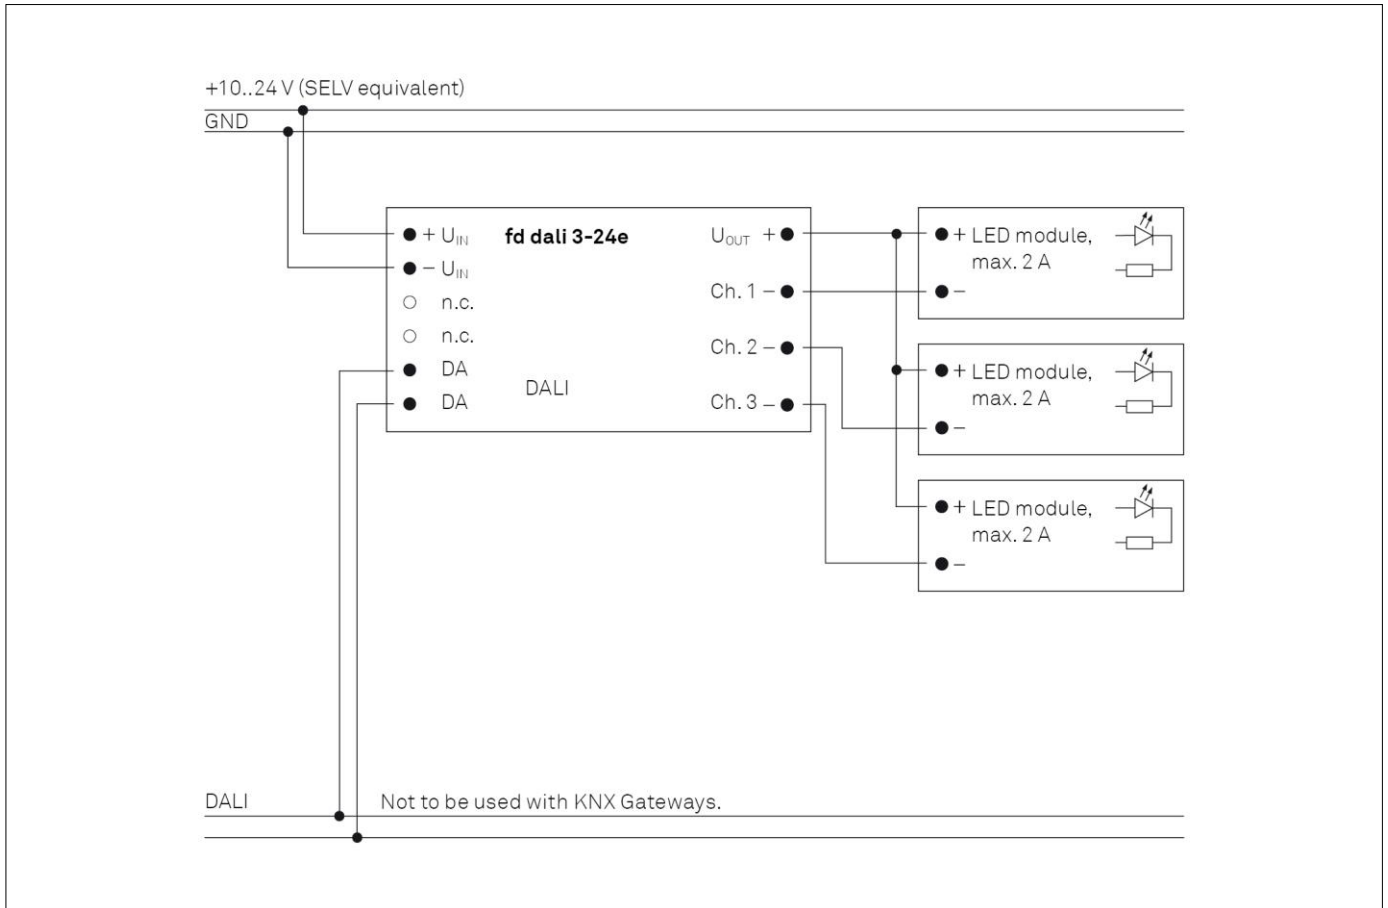 +10..24 V (SELV equivalent)
GND
+ UIN
fd dali 3-24e
UOUT +
– UIN
n.c.
n.c.
DA
DA
DALI
Ch. 1 –
Ch. 2 –
Ch. 3 –
+ LED module,
max. 2 A
–
+ LED module,
max. 2 A
–
+ LED module,
max. 2 A
–
DALI
Not to be used with KNX Gateways.